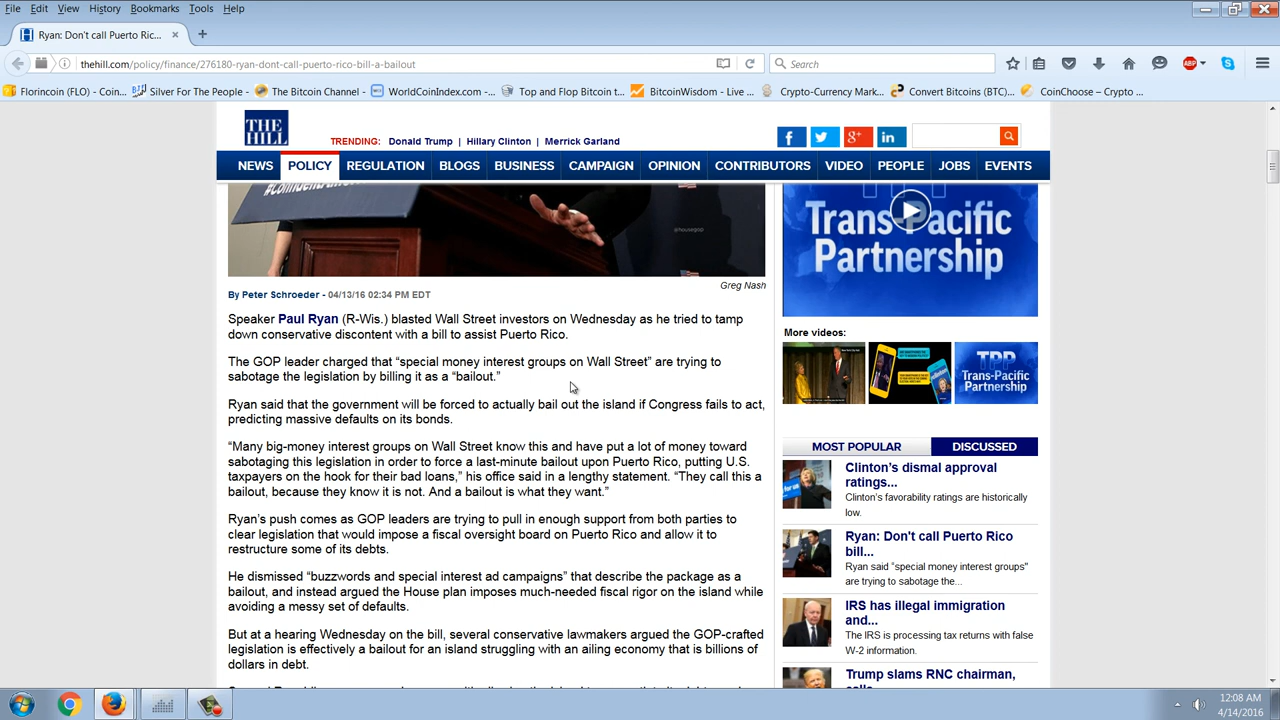 File Edit View History Bookmarks Tools Help
Ryan: Don't call Puerto Ric...
thehill.com/policy/finance/276180-ryan-dont-call-puerto-rico-bill-a-bailout
Search
ABP
Florincoin (FLO) - Coin... Silver For The People - The Bitcoin Channel - WorldCoinIndex.com -... Top and Flop Bitcoin t... BitcoinWisdom - Live ... Crypto-Currency Mark... Convert Bitcoins (BTC)... CoinChoose – Crypto ...
THE HILL
TRENDING: Donald Trump | Hillary Clinton | Merrick Garland
NEWS POLICY REGULATION BLOGS BUSINESS CAMPAIGN OPINION CONTRIBUTORS VIDEO PEOPLE JOBS EVENTS
@housegop
Greg Nash
By Peter Schroeder - 04/13/16 02:34 PM EDT
Speaker Paul Ryan (R-Wis.) blasted Wall Street investors on Wednesday as he tried to tamp
down conservative discontent with a bill to assist Puerto Rico.
The GOP leader charged that “special money interest groups on Wall Street” are trying to
sabotage the legislation by billing it as a “bailout.”
Ryan said that the government will be forced to actually bail out the island if Congress fails to act,
predicting massive defaults on its bonds.
“Many big-money interest groups on Wall Street know this and have put a lot of money toward
sabotaging this legislation in order to force a last-minute bailout upon Puerto Rico, putting U.S.
taxpayers on the hook for their bad loans,” his office said in a lengthy statement. “They call this a
bailout, because they know it is not. And a bailout is what they want.”
Ryan’s push comes as GOP leaders are trying to pull in enough support from both parties to
clear legislation that would impose a fiscal oversight board on Puerto Rico and allow it to
restructure some of its debts.
He dismissed “buzzwords and special interest ad campaigns” that describe the package as a
bailout, and instead argued the House plan imposes much-needed fiscal rigor on the island while
avoiding a messy set of defaults.
But at a hearing Wednesday on the bill, several conservative lawmakers argued the GOP-crafted
legislation is effectively a bailout for an island struggling with an ailing economy that is billions of
dollars in debt.
Trans-Pacific
Partnership
More videos:
TPP
Trans-Pacific
Partnership
MOST POPULAR DISCUSSED
Clinton’s dismal approval
ratings...
Clinton’s favorability ratings are historically
low.
Ryan: Don't call Puerto Rico
bill...
Ryan said “special money interest groups"
are trying to sabotage the...
IRS has illegal immigration
and...
The IRS is processing tax returns with false
W-2 information.
Trump slams RNC chairman,
12:08 AM
4/14/2016